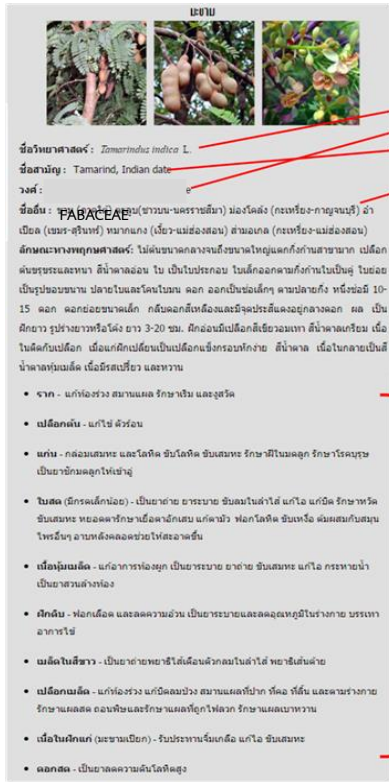 มะขาม
ชื่อวิทยาศาสตร์ : Tamarindus indica L.
ชื่อสามัญ : Tamarind, Indian date
วงศ์ :
FABACEAE
ชื่ออื่น : ตะลูบ(ชาวบน-นครราชสีมา) ม่องโคล้ง (กะเหรี่ยง-กาญจนบุรี) อำ
เปียล (เขมร-สุรินทร์) หมากแกง (เงี้ยว-แม่ฮ่องสอน) ส่ามอเกล (กะเหรี่ยง-แม่ฮ่องสอน)
ลักษณะทางพฤกษศาสตร์: ไม้ต้นขนาดกลางจนถึงขนาดใหญ่แตกกิ่งก้านสาขามาก เปลือก
ต้นขรุขระและหนา สีน้ำตาลอ่อน ใบ เป็นใบประกอบ ใบเล็กออกตามกิ่งก้านใบเป็นคู่ ใบย่อย
เป็นรูปขอบขนาน ปลายใบและโคนใบมน ดอก ออกเป็นช่อเล็กๆ ตามปลายกิ่ง หนึ่งช่อมี 10-
15 ดอก ดอกย่อยขนาดเล็ก กลีบดอกสีเหลืองและมีจุดประสีแดงอยู่กลางดอก ผล เป็น
ฝักยาว รูปร่างยาวหรือโค้ง ยาว 3-20 ซม. ฝักอ่อนมีเปลือกสีเขียวอมเทา สีน้ำตาลเกรียม เนื้อ
ในติดกับเปลือก เมื่อแก่ฝักเปลี่ยนเป็นเปลือกแข็งกรอบหักง่าย สีน้ำตาล เนื้อในกลายเป็นสี
น้ำตาลหุ้มเมล็ด เนื้อมีรสเปรี้ยว และหวาน
• ราก - แก้ท้องร่วง สมานแผล รักษาเริม และงูสวัด
• เปลือกต้น - แก้ไข้ ตัวร้อน
• แก่น - กล่อมเสมหะ และโลหิต ขับโลหิต ขับเสมหะ รักษาฝีในมดลูก รักษาโรคบุรุษ
เป็นยาชักมดลูกให้เข้าอู่
• ใบสด (มีกรดเล็กน้อย) - เป็นยาถ่าย ยาระบาย ขับลมในลำไส้ แก้ไอ แก้บิด รักษาหวัด
ขับเสมหะ หยอดตารักษาเยื่อตาอักเสบ แก้ตามัว ฟอกโลหิต ขับเหงื่อ ต้มผสมกับสมุน
ไพรอื่นๆ อาบหลังคลอดช่วยให้สะอาดขึ้น
• เนื้อหุ้มเมล็ด - แก้อาการท้องผูก เป็นยาระบาย ยาถ่าย ขับเสมหะ แก้ไอ กระหายน้ำ
เป็นยาสวนล้างท้อง
• ฝักดิบ - ฟอกเลือด และลดความอ้วน เป็นยาระบายและลดอุณหภูมิในร่างกาย บรรเทา
อาการไข้
• เมล็ดในสีขาว - เป็นยาถ่ายพยาธิไส้เดือนตัวกลมในลำไส้ พยาธิเส้นด้าย
• เปลือกเมล็ด - แก้ท้องร่วง แก้บิดลมป่วง สมานแผลที่ปาก ที่คอ ที่ลิ้น และตามร่างกาย
รักษาแผลสด ถอนพิษและรักษาแผลที่ถูกไฟลวก รักษาแผลเบาหวาน
• เนื้อในฝักแก่ (มะขามเปียก) - รับประทานจิ้มเกลือ แก้ไอ ขับเสมหะ
• ดอกสด - เป็นยาลดความดันโลหิตสูง